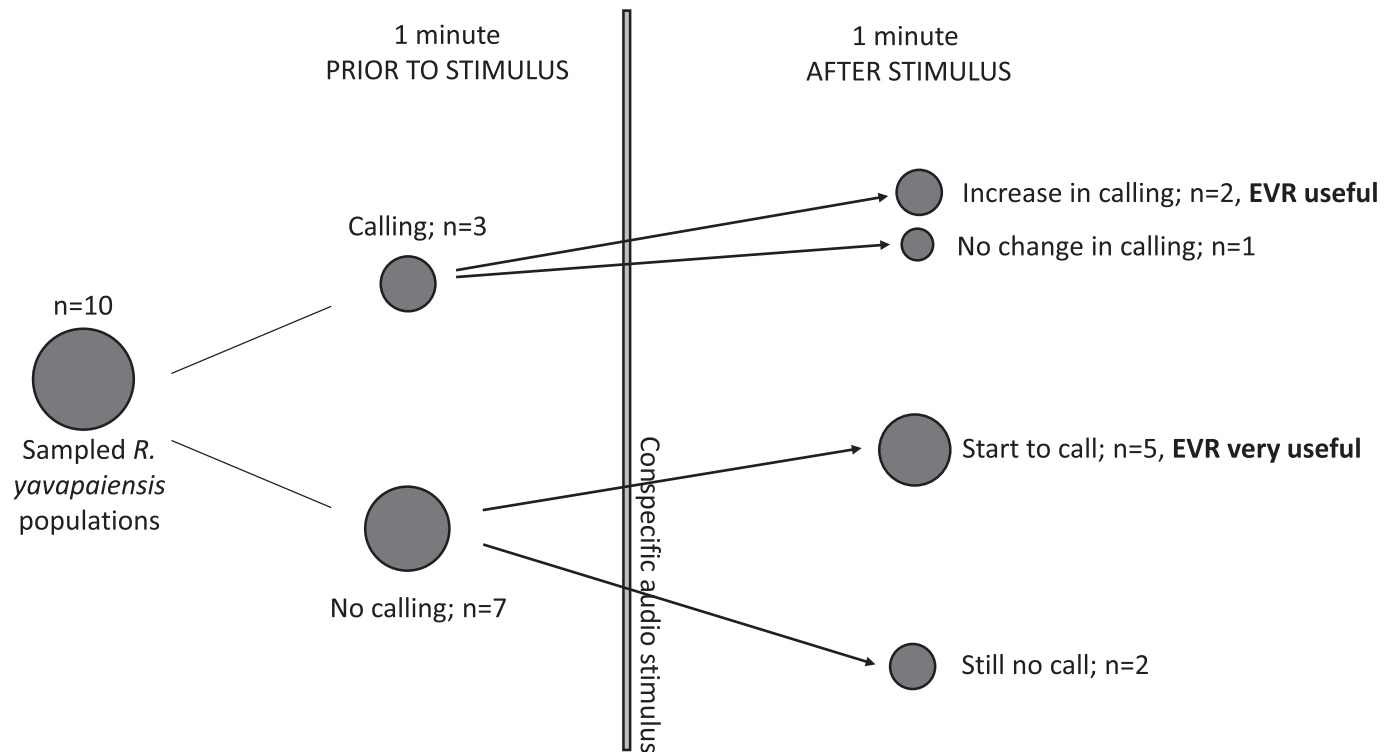 1 minute
PRIOR TO STIMULUS
1 minute
AFTER STIMULUS
Increase in calling; n=2, EVR useful
Calling; n=3
No change in calling; n=1
n=10
Sampled R.
yavapaiensis
populations
Conspecific audio stimulus
Start to call; n=5, EVR very useful
No calling; n=7
Still no call; n=2